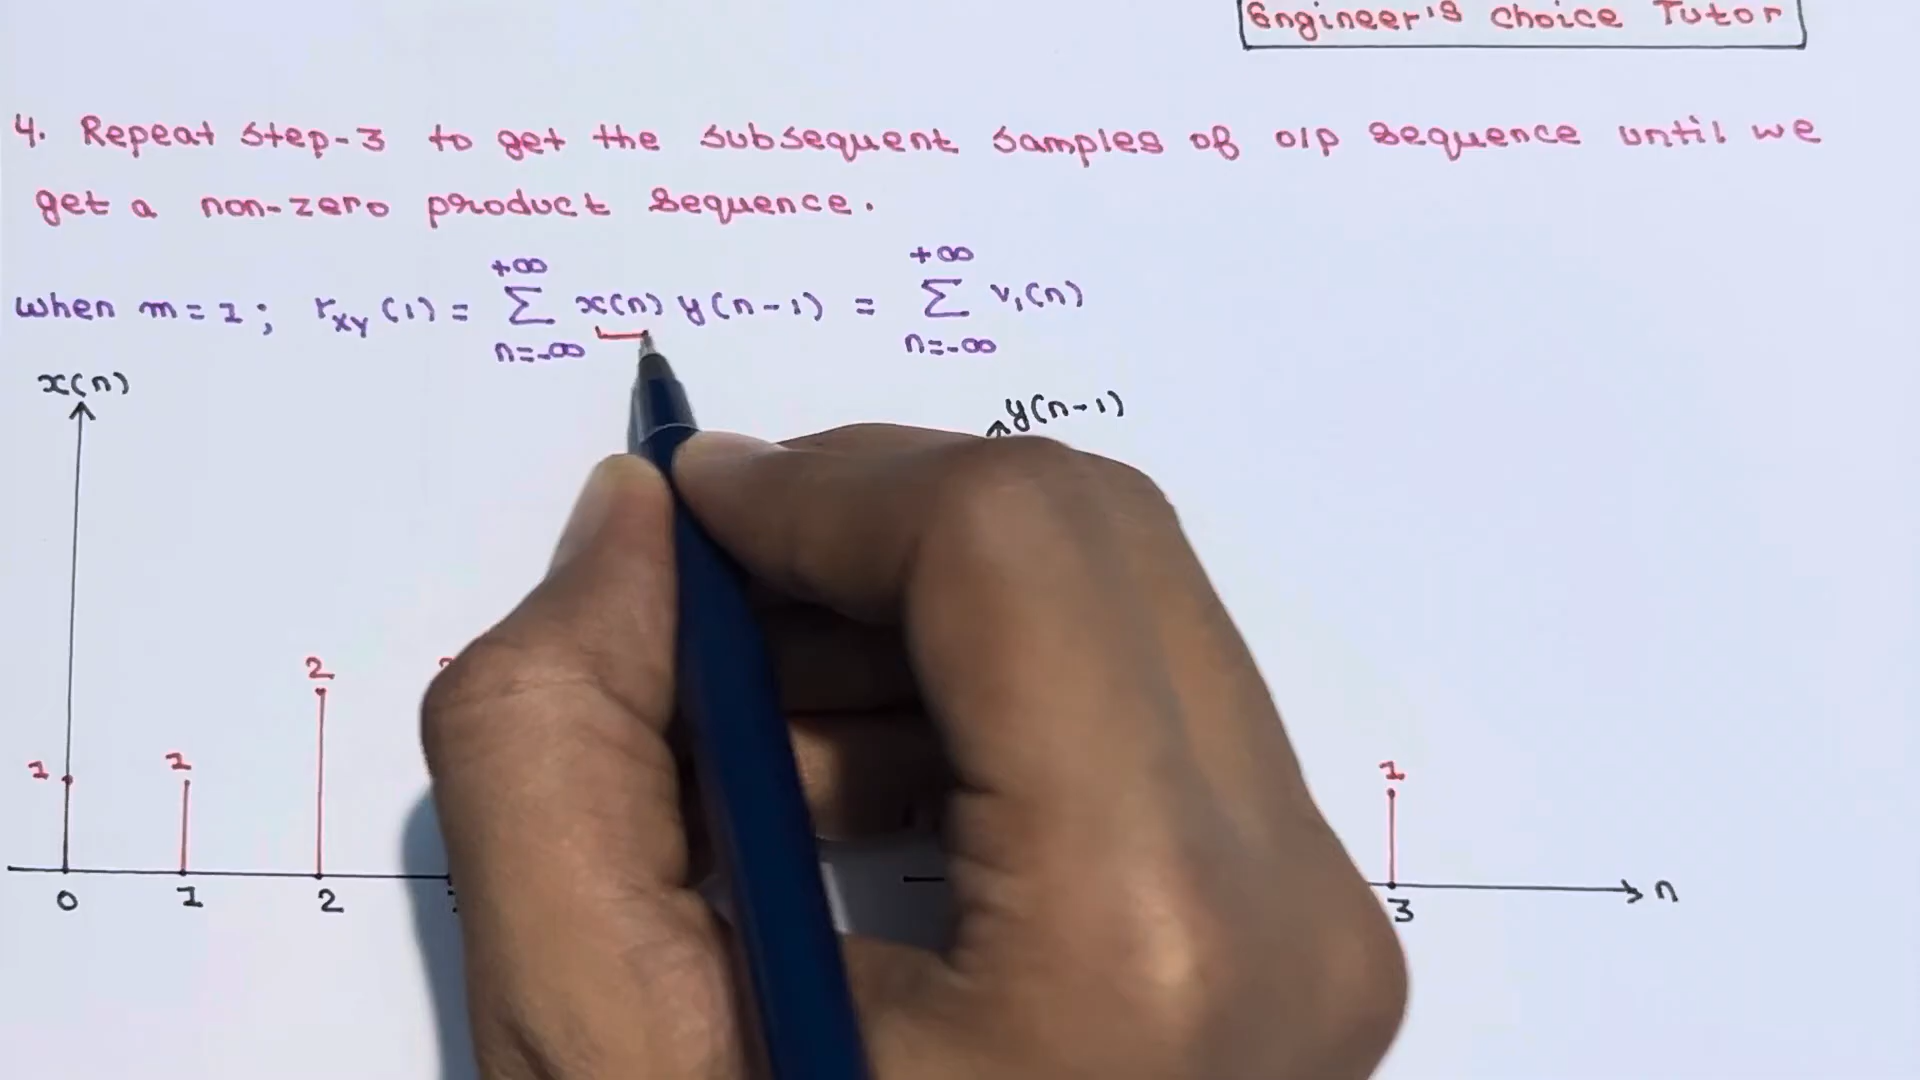 Engineer's Choice Tutor
4. Repeat Step-3 to get the subsequent samples of o/p sequence until we
get a non-zero product sequence.
+∞ +∞
when m=1; rxy(1) = Σ x(n) y(n-1) = Σ v₁(n)
n=-∞ n=-∞
x(n)
y(n-1)
2
1 1 1
0 1 2 3 n